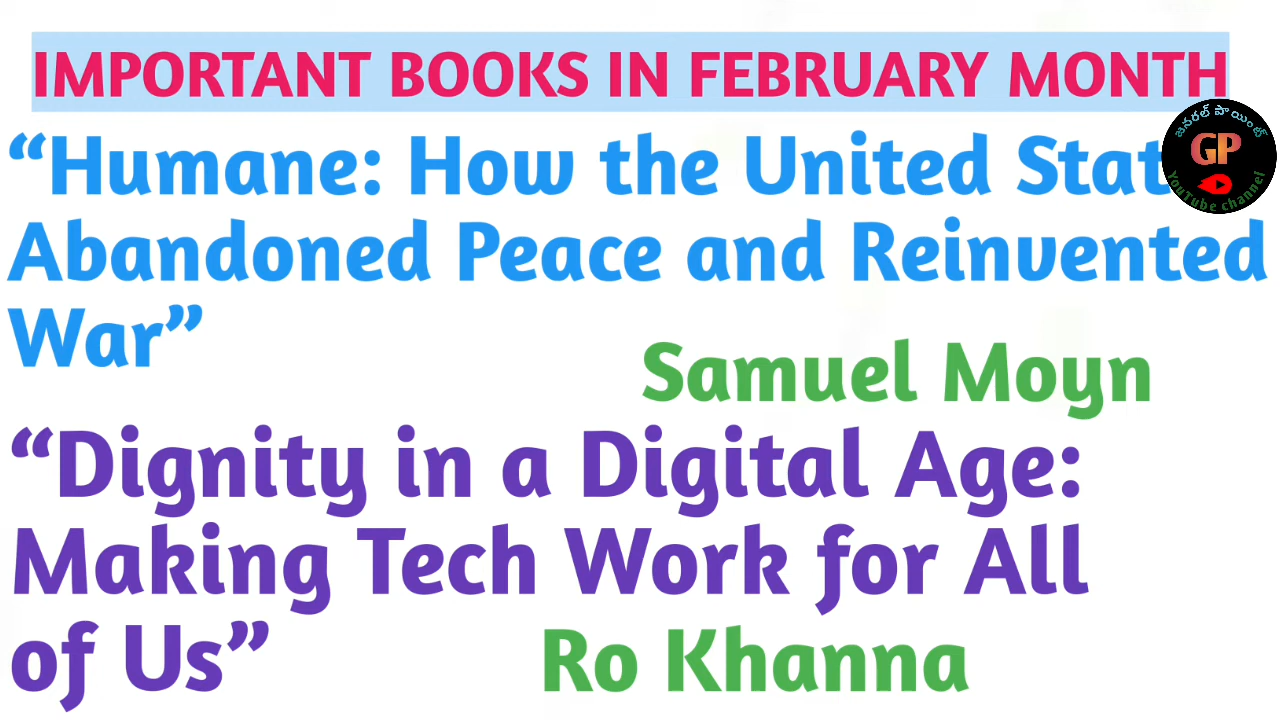 IMPORTANT BOOKS IN FEBRUARY MONTH
“Humane: How the United Stat
Abandoned Peace and Reinvented
War”
Samuel Moyn
“Dignity in a Digital Age:
Making Tech Work for All
of Us”
Ro Khanna
జనరల్ పాయింట్
GP
YouTube channel